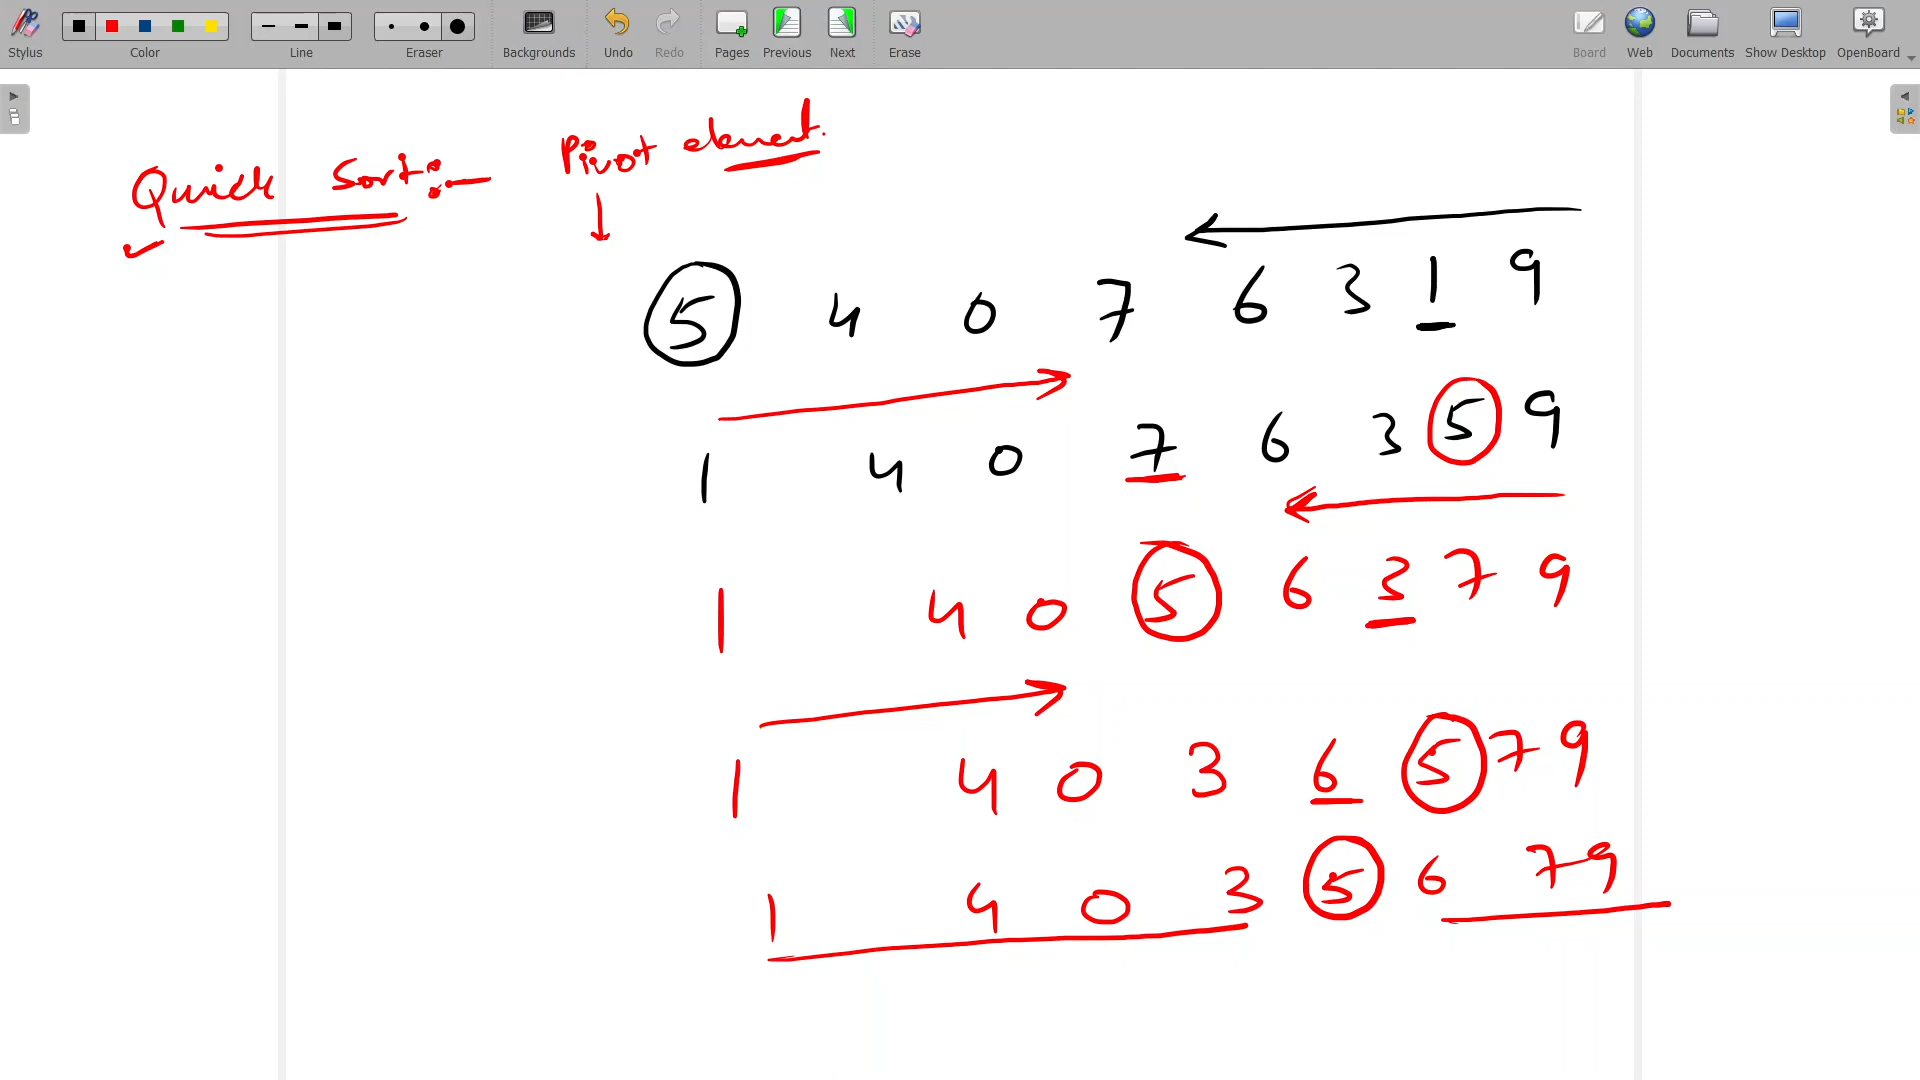 Stylus Color Line Eraser Backgrounds Undo Redo Pages Previous Next Erase Board Web Documents Show Desktop OpenBoard
Quick Sort:- Pivot element.
5 4 0 7 6 3 1 9
1 4 0 7 6 3 5 9
1 4 0 5 6 3 7 9
1 4 0 3 6 5 7 9
1 4 0 3 5 6 7 9